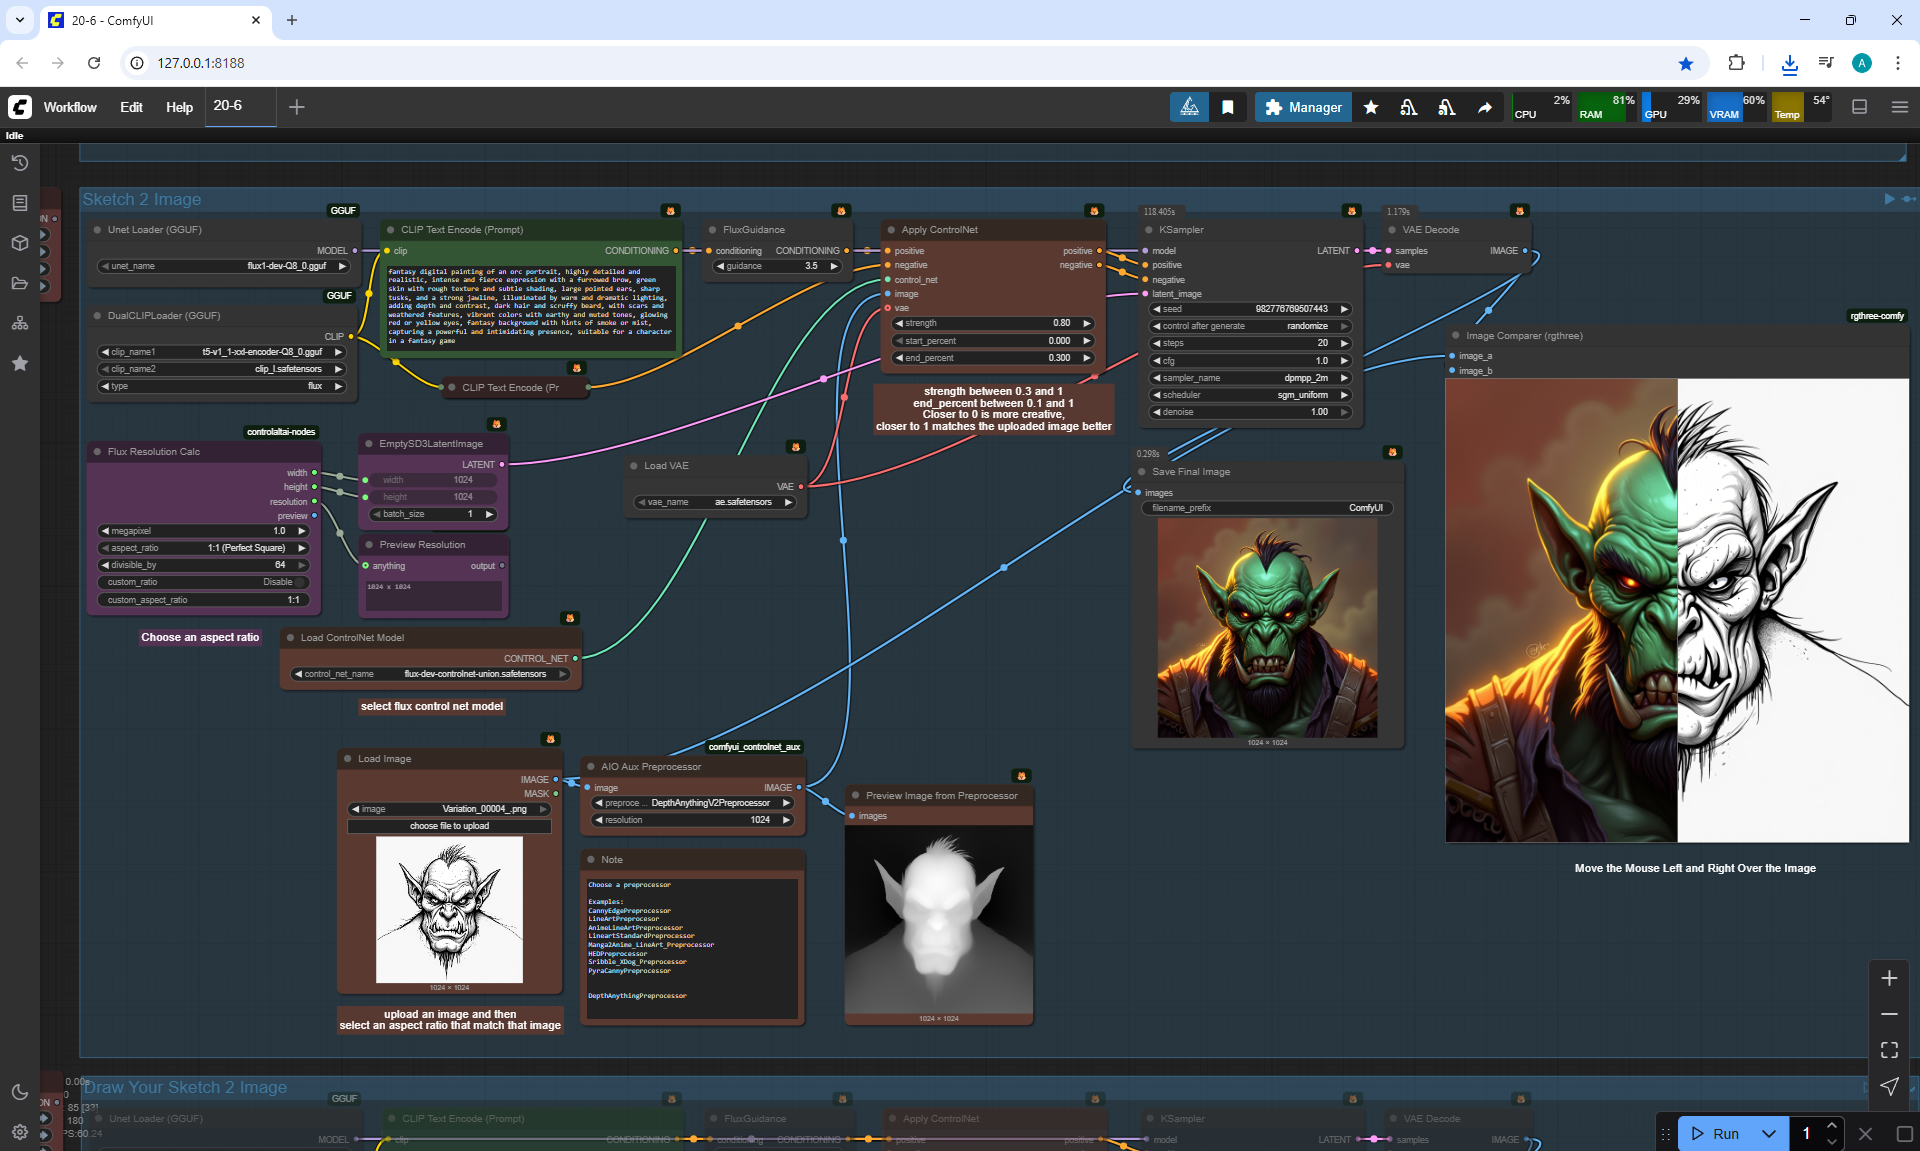 20-6 - ComfyUI
127.0.0.1:8188
Workflow
Edit
Help
20-6
Manager
CPU 2%
RAM 81%
GPU 29%
VRAM 60%
Temp 54°
Idle
Sketch 2 Image
GGUF
Unet Loader (GGUF)
MODEL
unet_name flux1-dev-Q8_0.gguf
GGUF
DualCLIPLoader (GGUF)
CLIP
clip_name1 t5-v1_1-xxl-encoder-Q8_0.gguf
clip_name2 clip_l.safetensors
type flux
CLIP Text Encode (Prompt)
clip CONDITIONING
fantasy digital painting of an orc portrait, highly detailed and
realistic, intense and fierce expression with a furrowed brow, green
skin with rough texture and subtle shading, large pointed ears, sharp
tusks, and a strong jawline, illuminated by warm and dramatic lighting,
adding depth and contrast, dark hair and scruffy beard, with scars and
weathered features, vibrant colors with earthy and muted tones, glowing
red or yellow eyes, fantasy background with hints of smoke or mist,
capturing a powerful and intimidating presence, suitable for a character
in a fantasy game
CLIP Text Encode (Pr
FluxGuidance
conditioning CONDITIONING
guidance 3.5
Apply ControlNet
positive positive
negative negative
control_net
image
vae
strength 0.80
start_percent 0.000
end_percent 0.300
strength between 0.3 and 1
end_percent between 0.1 and 1
Closer to 0 is more creative,
closer to 1 matches the uploaded image better
118.405s
KSampler
model LATENT
positive
negative
latent_image
seed 982776769507443
control after generate randomize
steps 20
cfg 1.0
sampler_name dpmpp_2m
scheduler sgm_uniform
denoise 1.00
1.179s
VAE Decode
samples IMAGE
vae
rgthree-comfy
Image Comparer (rgthree)
image_a
image_b
Move the Mouse Left and Right Over the Image
controlaltai-nodes
Flux Resolution Calc
width
height
resolution
preview
megapixel 1.0
aspect_ratio 1:1 (Perfect Square)
divisible_by 64
custom_ratio Disable
custom_aspect_ratio 1:1
Choose an aspect ratio
EmptySD3LatentImage
LATENT
width 1024
height 1024
batch_size 1
Preview Resolution
anything output
1024 x 1024
Load VAE
VAE
vae_name ae.safetensors
0.298s
Save Final Image
images
filename_prefix ComfyUI
1024 × 1024
Load ControlNet Model
CONTROL_NET
control_net_name flux-dev-controlnet-union.safetensors
select flux control net model
Load Image
IMAGE
MASK
image Variation_00004_.png
choose file to upload
1024 × 1024
upload an image and then
select an aspect ratio that match that image
comfyui_controlnet_aux
AIO Aux Preprocessor
image IMAGE
preproce ... DepthAnythingV2Preprocessor
resolution 1024
Note
Choose a preprocessor
Examples:
CannyEdgePreprocessor
LineArtPreprocesor
AnimeLineArtPreprocessor
LineartStandardPreprocessor
Manga2Anime_LineArt_Preprocessor
HEDPreprocessor
Sribble_XDog_Preprocessor
PyraCannyPreprocessor
DepthAnythingPreprocessor
Preview Image from Preprocessor
images
1024 × 1024
Draw Your Sketch 2 Image
GGUF
Unet Loader (GGUF)
MODEL
CLIP Text Encode (Prompt)
clip CONDITIONING
FluxGuidance
conditioning CONDITIONING
Apply ControlNet
positive positive
KSampler
model LATENT
VAE Decode
samples IMAGE
Run
1